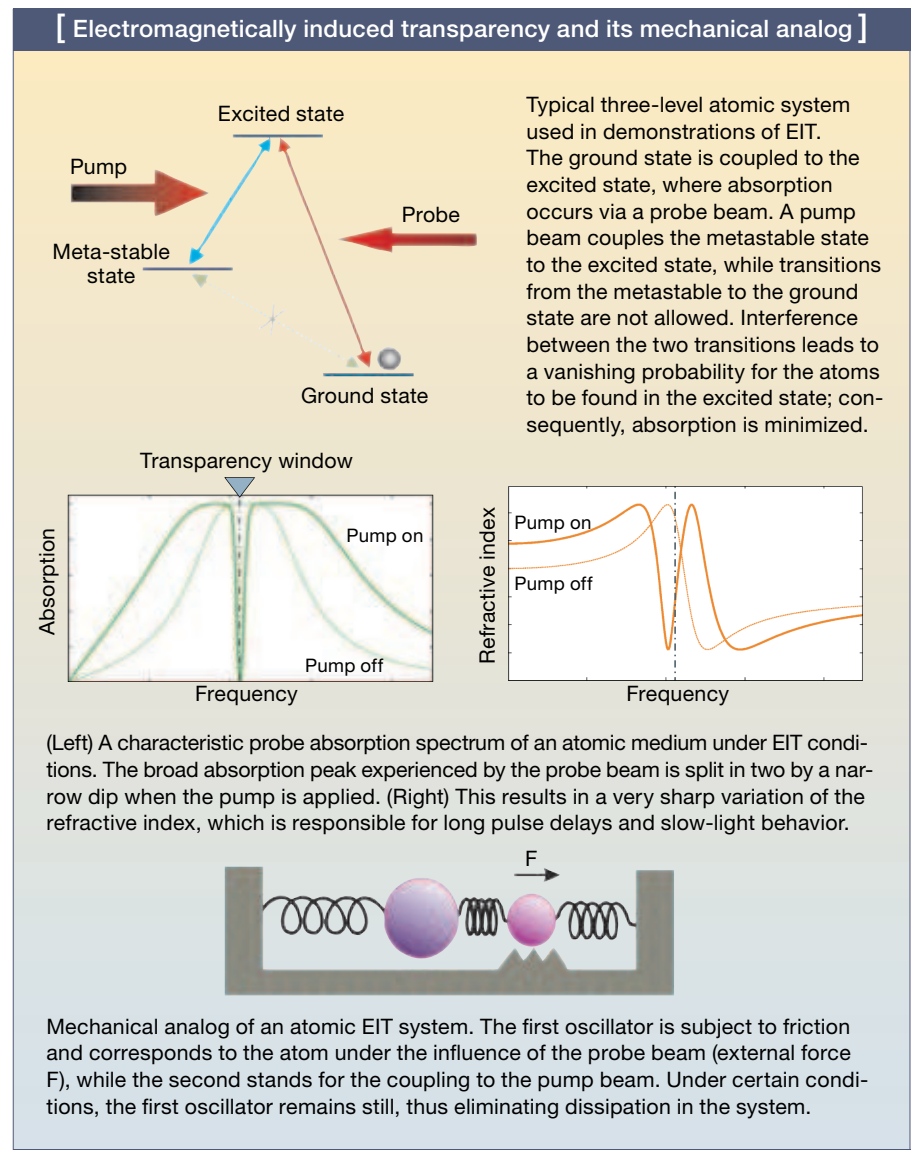 [ Electromagnetically induced transparency and its mechanical analog ]
Excited state
Pump
Probe
Meta-stable
state
Ground state
Typical three-level atomic system
used in demonstrations of EIT.
The ground state is coupled to the
excited state, where absorption
occurs via a probe beam. A pump
beam couples the metastable state
to the excited state, while transitions
from the metastable to the ground
state are not allowed. Interference
between the two transitions leads to
a vanishing probability for the atoms
to be found in the excited state; con-
sequently, absorption is minimized.
Transparency window
Absorption
Pump on
Pump off
Frequency
Refractive index
Pump on
Pump off
Frequency
(Left) A characteristic probe absorption spectrum of an atomic medium under EIT condi-
tions. The broad absorption peak experienced by the probe beam is split in two by a nar-
row dip when the pump is applied. (Right) This results in a very sharp variation of the
refractive index, which is responsible for long pulse delays and slow-light behavior.
F
Mechanical analog of an atomic EIT system. The first oscillator is subject to friction
and corresponds to the atom under the influence of the probe beam (external force
F), while the second stands for the coupling to the pump beam. Under certain condi-
tions, the first oscillator remains still, thus eliminating dissipation in the system.